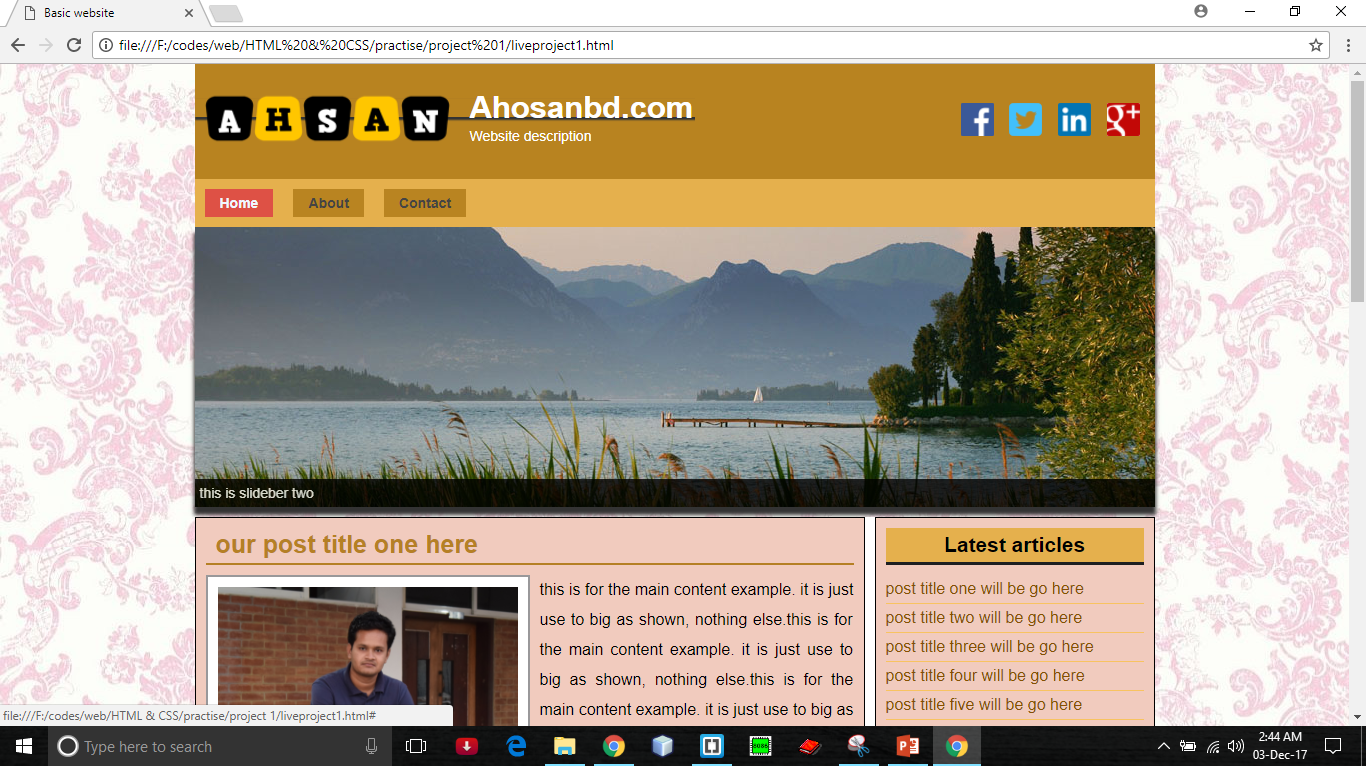 Basic website
file:///F:/codes/web/HTML%20&%20CSS/practise/project%201/liveproject1.html
AHSAN
Ahosanbd.com
Website description
f
in
g+
Home
About
Contact
this is slideber two
our post title one here
this is for the main content example. it is just
use to big as shown, nothing else.this is for
the main content example. it is just use to
big as shown, nothing else.this is for the
main content example. it is just use to big as
Latest articles
post title one will be go here
post title two will be go here
post title three will be go here
post title four will be go here
post title five will be go here
file:///F:/codes/web/HTML & CSS/practise/project 1/liveproject1.html#
Type here to search
8085
2:44 AM
03-Dec-17